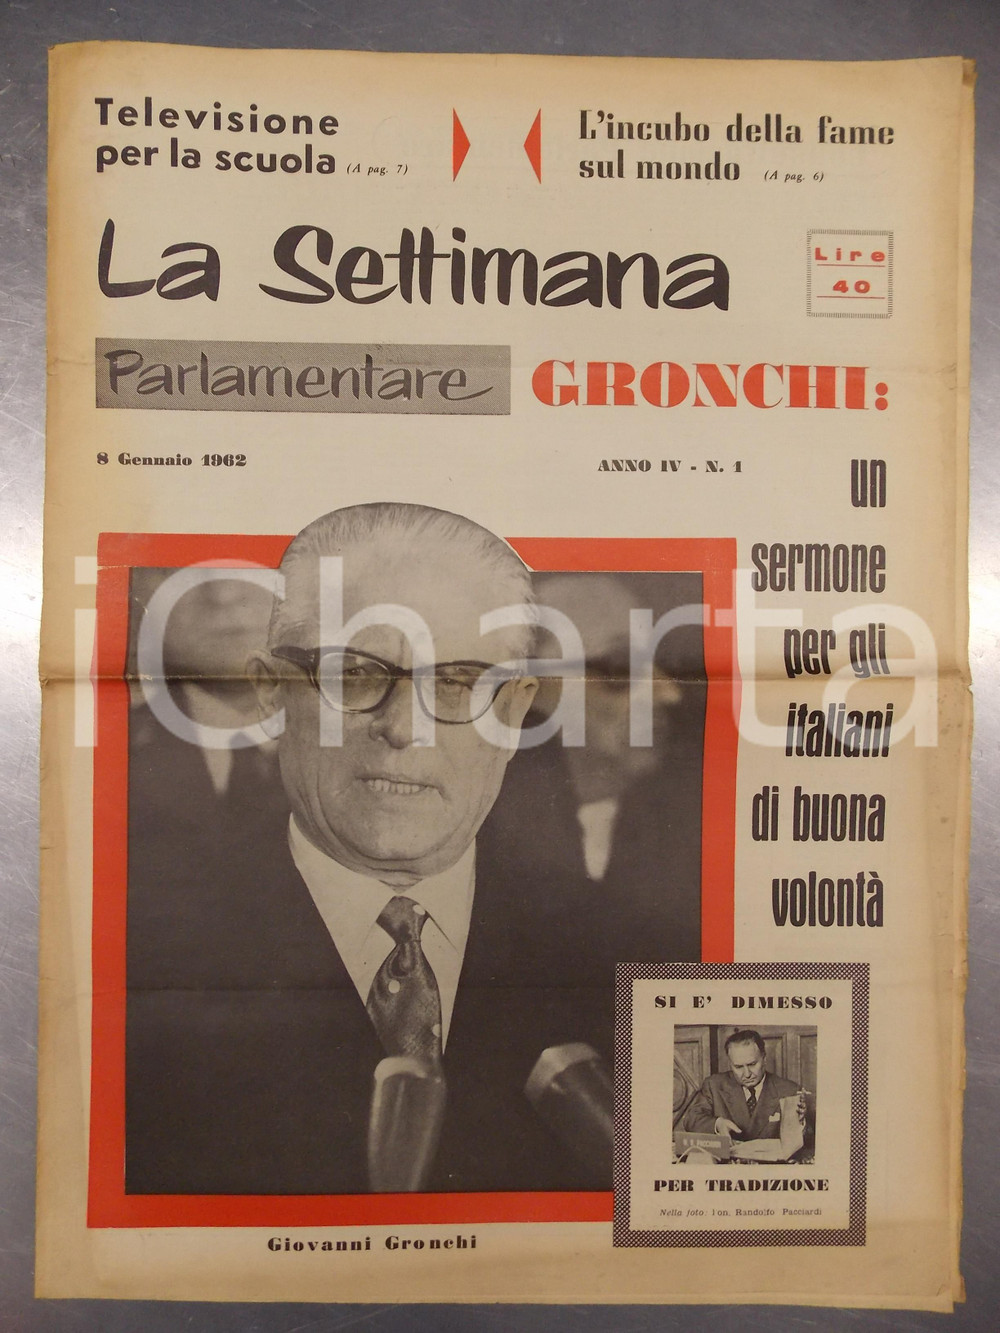 Televisione
per la scuola (A pag. 7)
L'incubo della fame
sul mondo (A pag. 6)
La Settimana
Lire
40
Parlamentare
GRONCHI:
8 Gennaio 1962
ANNO IV - N. 1
un
sermone
per gli
italiani
di buona
volontà
iCharta
SI E' DIMESSO
PER TRADIZIONE
Nella foto: l'on. Randolfo Pacciardi
Giovanni Gronchi